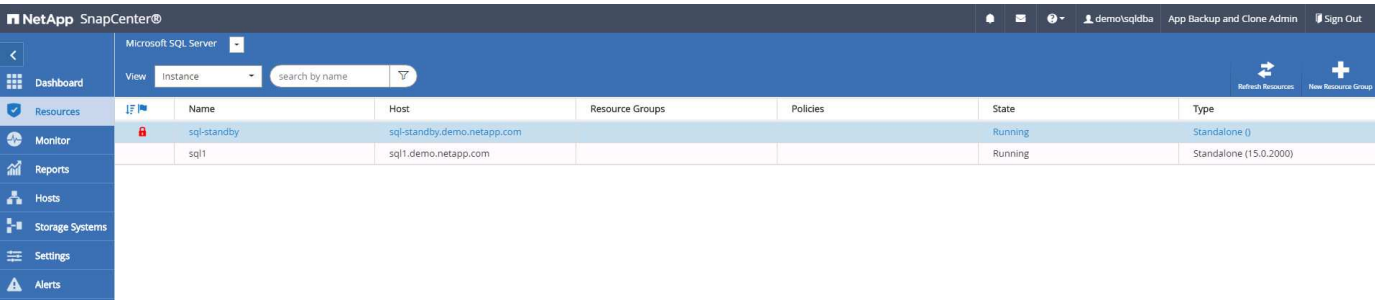 NetApp SnapCenter®
demo\sqldba App Backup and Clone Admin Sign Out
Microsoft SQL Server
View Instance search by name
Refresh Resources New Resource Group
Dashboard
Resources
Monitor
Reports
Hosts
Storage Systems
Settings
Alerts
Name Host Resource Groups Policies State Type
sql-standby sql-standby.demo.netapp.com Running Standalone ()
sql1 sql1.demo.netapp.com Running Standalone (15.0.2000)